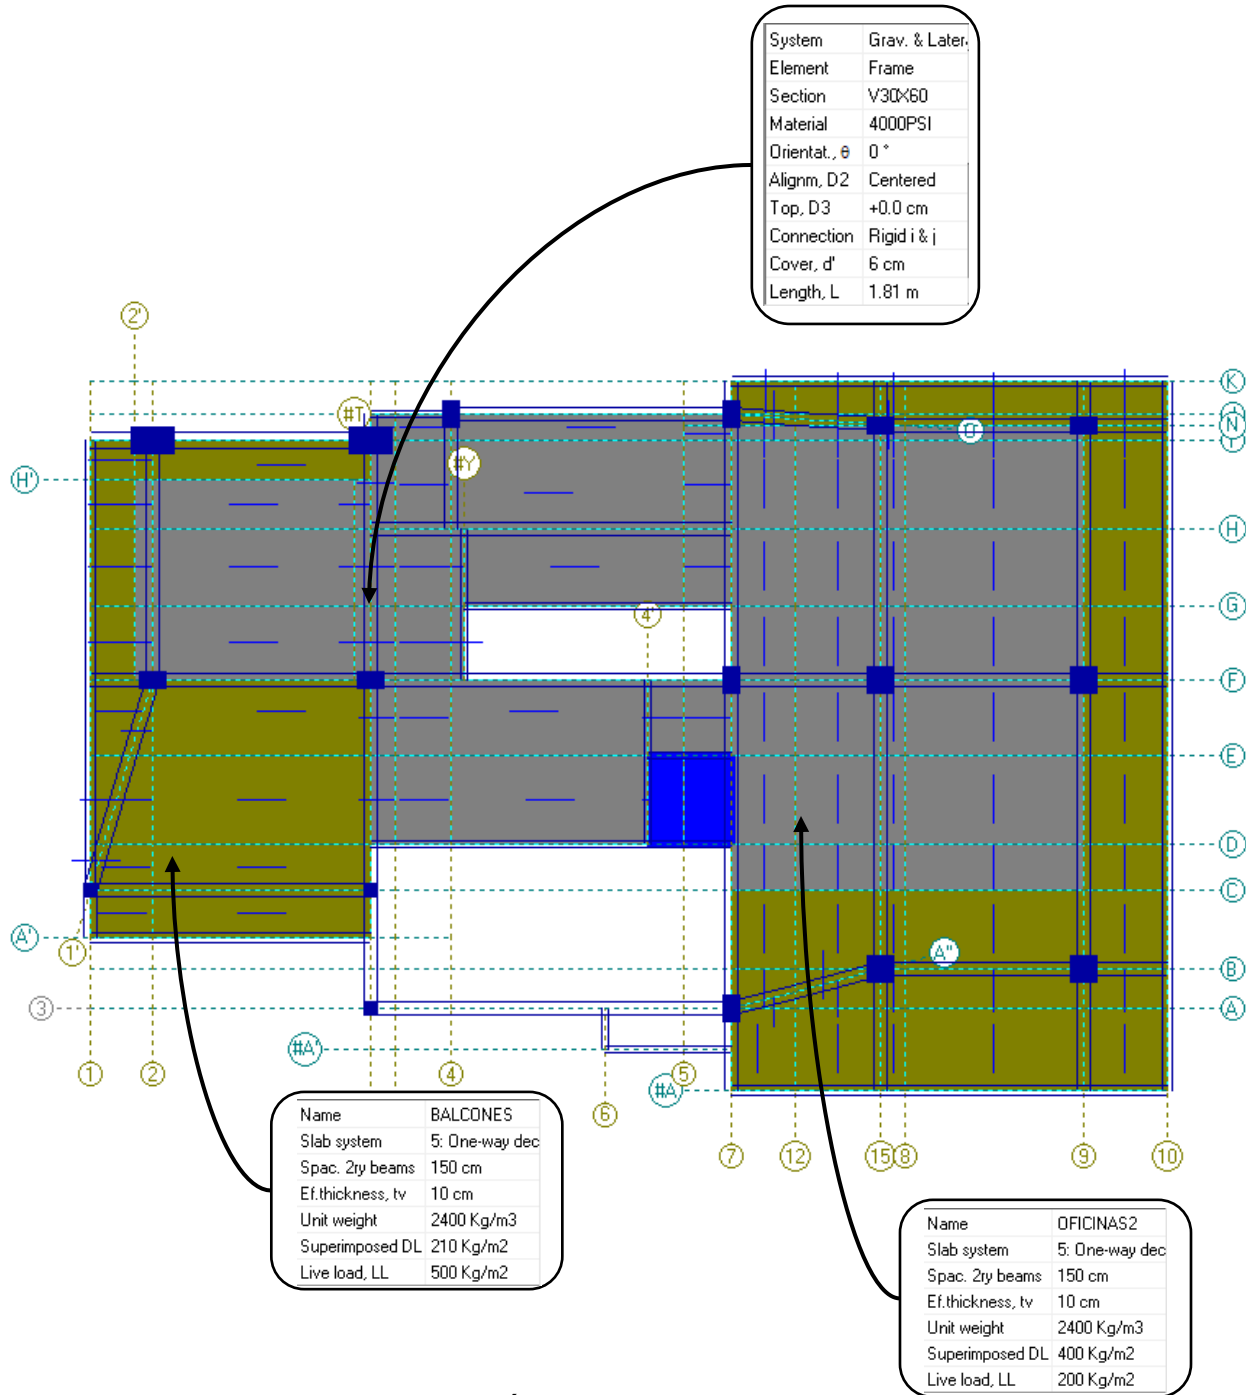 System Grav. & Later.
Element Frame
Section V30X60
Material 4000PSI
Orientat., θ 0 °
Alignm, D2 Centered
Top, D3 +0.0 cm
Connection Rigid i & j
Cover, d' 6 cm
Length, L 1.81 m
2'
K
#T
N
O
#Y
H'
H
G
4'
F
E
D
C
A'
1'
A''
B
3
A
#A'
1
2
4
5
#A
6
7
12
15
8
9
10
Name BALCONES
Slab system 5: One-way dec
Spac. 2ry beams 150 cm
Ef.thickness, tv 10 cm
Unit weight 2400 Kg/m3
Superimposed DL 210 Kg/m2
Live load, LL 500 Kg/m2
Name OFICINAS2
Slab system 5: One-way dec
Spac. 2ry beams 150 cm
Ef.thickness, tv 10 cm
Unit weight 2400 Kg/m3
Superimposed DL 400 Kg/m2
Live load, LL 200 Kg/m2